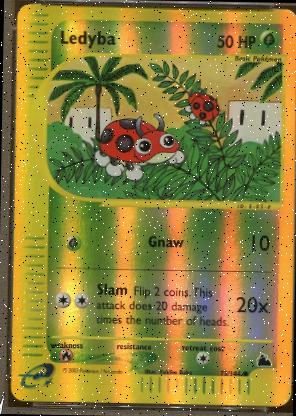 Ledyba
50 HP
Basic Pokémon
Gnaw 10
Slam Flip 2 coins. This
attack does 20 damage 20x
times the number of heads.
weakness resistance retreat cost